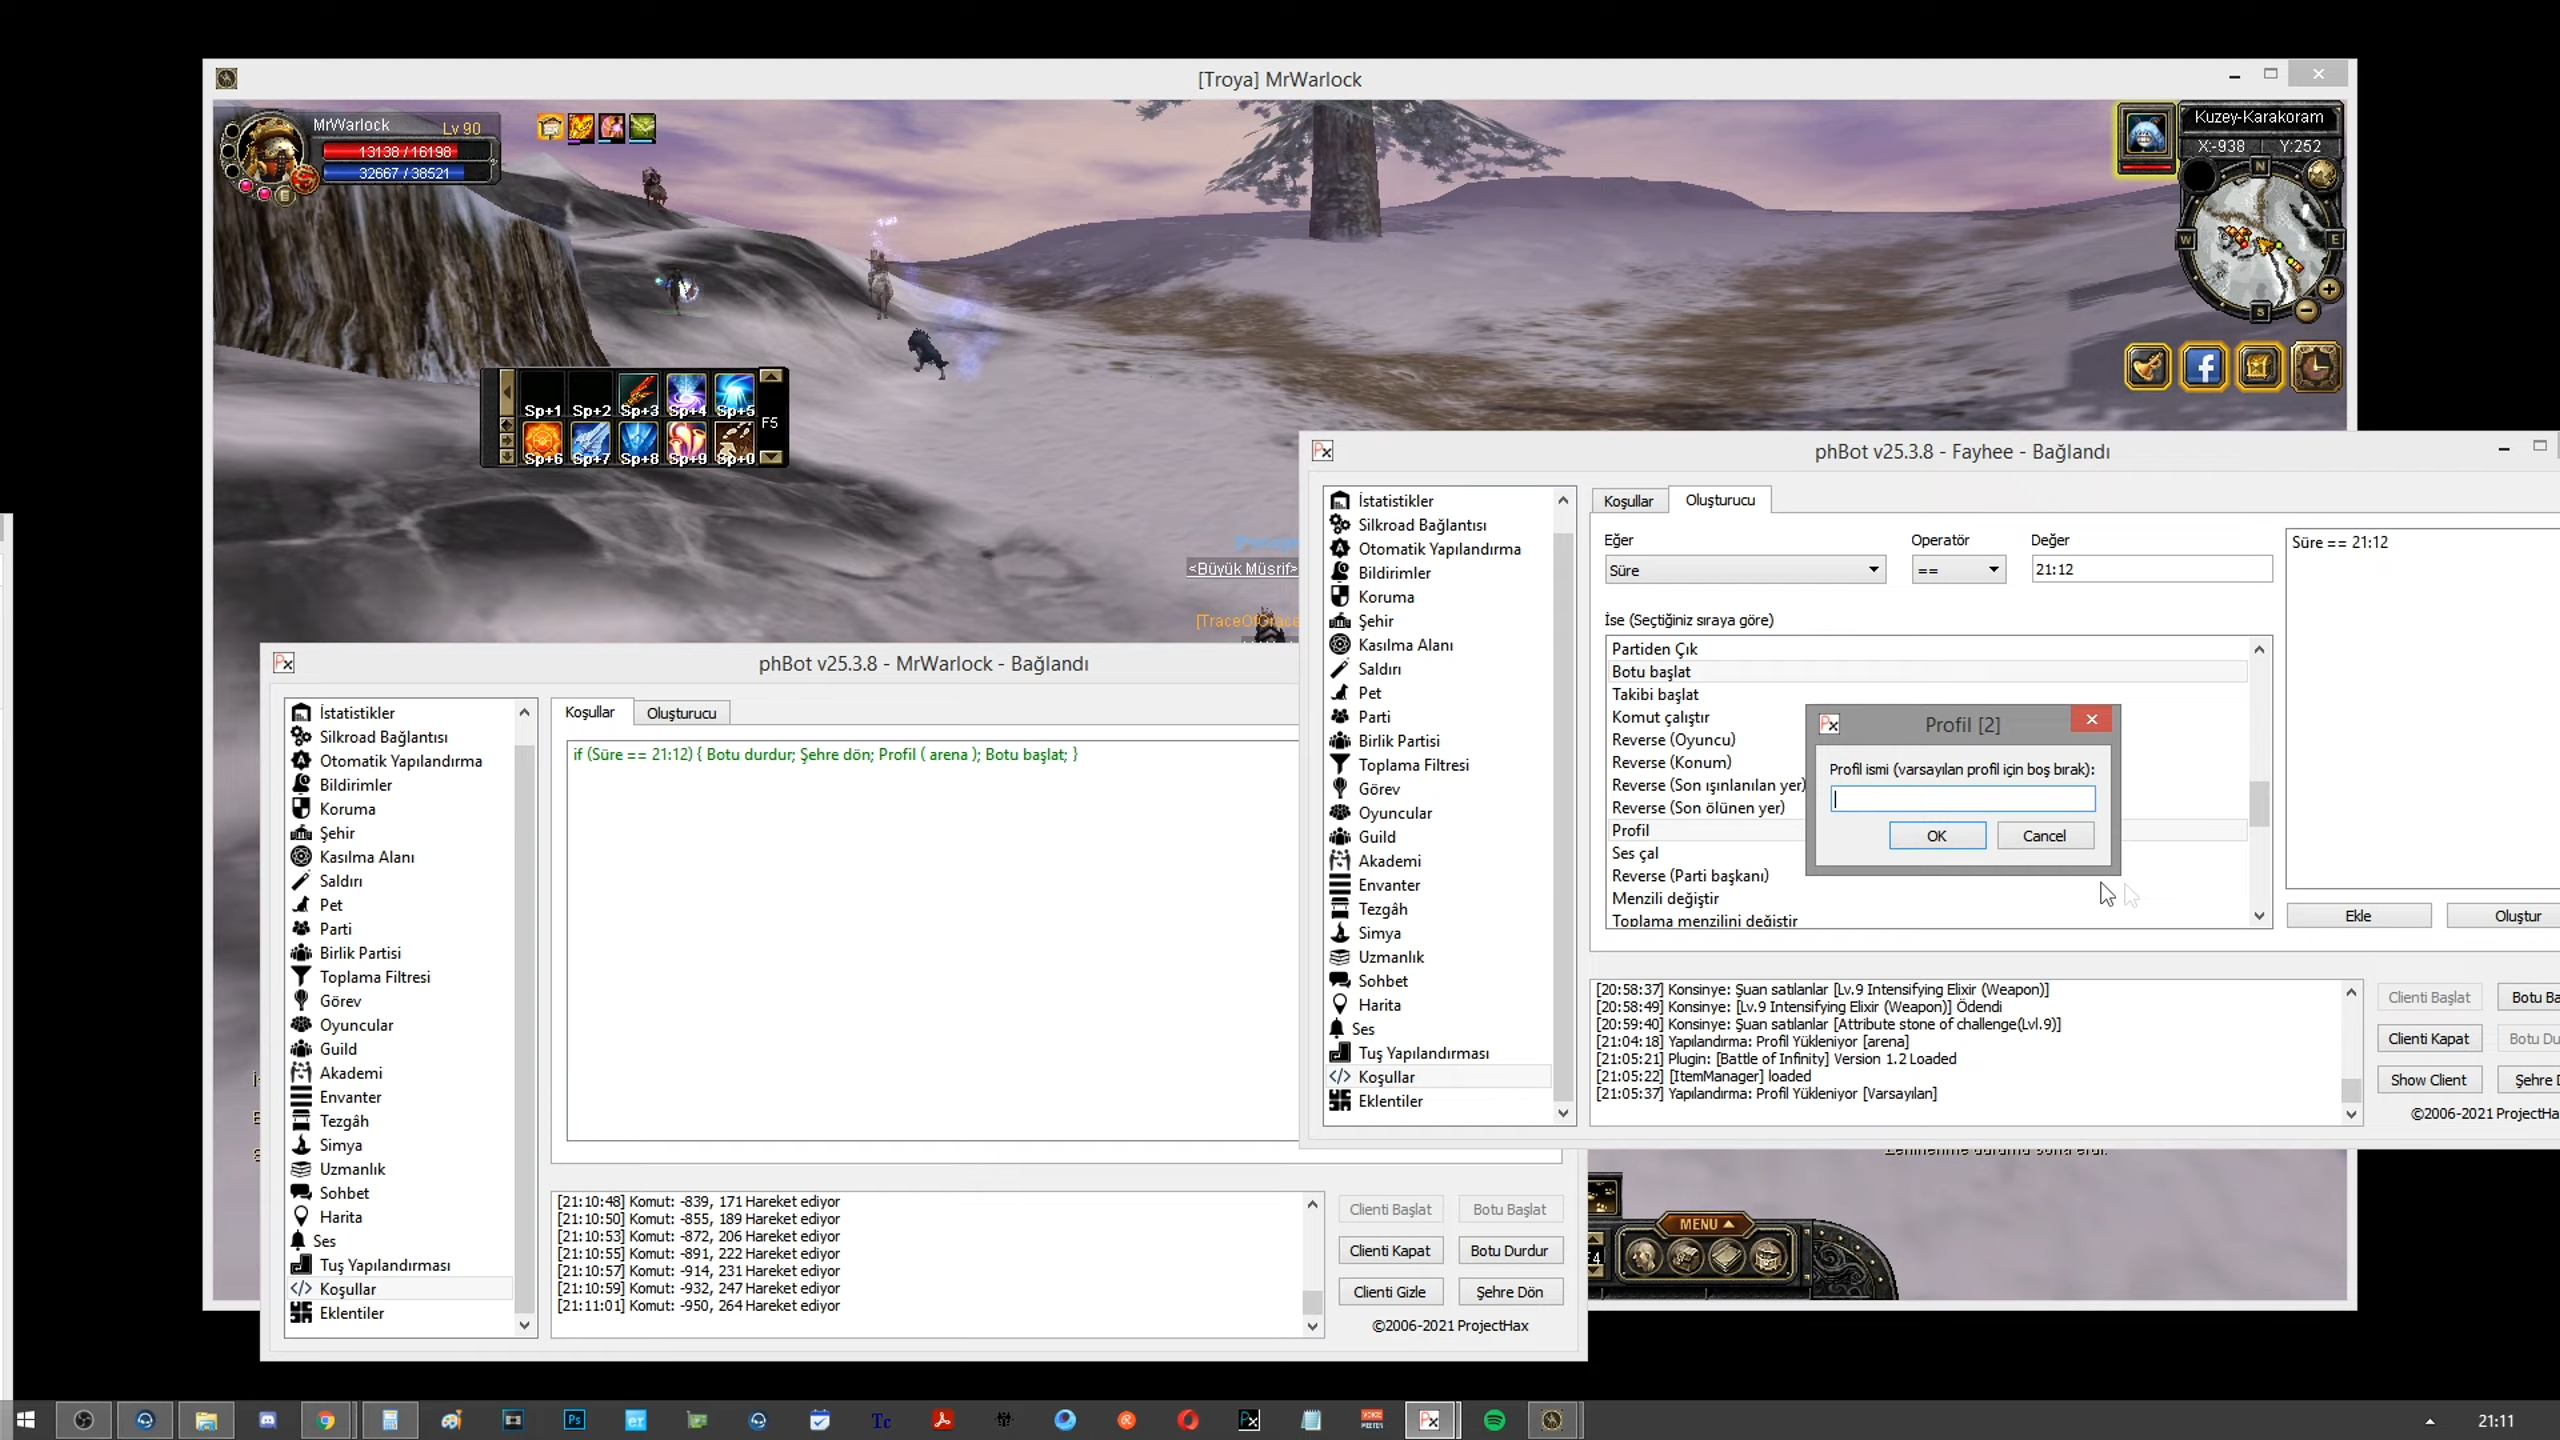 [Troya] MrWarlock
MrWarlock
Lv 90
13138 / 16198
32667 / 38521
E
Kuzey-Karakoram
X:-938 Y:252
N
W
E
S
Sp+1
Sp+2
Sp+3
Sp+4
Sp+5
F5
Sp+6
Sp+7
Sp+8
Sp+9
Sp+0
<Büyük Müsrif>
[TraceOfGrace
phBot v25.3.8 - Fayhee - Bağlandı
İstatistikler
Silkroad Bağlantısı
Otomatik Yapılandırma
Bildirimler
Koruma
Şehir
Kasılma Alanı
Saldırı
Pet
Parti
Birlik Partisi
Toplama Filtresi
Görev
Oyuncular
Guild
Akademi
Envanter
Tezgâh
Simya
Uzmanlık
Sohbet
Harita
Ses
Tuş Yapılandırması
Koşullar
Eklentiler
Koşullar
Oluşturucu
Eğer
Operatör
Değer
Süre
==
21:12
Süre == 21:12
İse (Seçtiğiniz sıraya göre)
Partiden Çık
Botu başlat
Takibi başlat
Komut çalıştır
Reverse (Oyuncu)
Reverse (Konum)
Reverse (Son ışınlanılan yer)
Reverse (Son ölünen yer)
Profil
Ses çal
Reverse (Parti başkanı)
Menzili değiştir
Toplama menzilini değiştir
Profil [2]
Profil ismi (varsayılan profil için boş bırak):
OK
Cancel
Ekle
Oluştur
[20:58:37] Konsinye: Şuan satılanlar [Lv.9 Intensifying Elixir (Weapon)]
[20:58:49] Konsinye: [Lv.9 Intensifying Elixir (Weapon)] Ödendi
[20:59:40] Konsinye: Şuan satılanlar [Attribute stone of challenge(Lvl.9)]
[21:04:18] Yapılandırma: Profil Yükleniyor [arena]
[21:05:21] Plugin: [Battle of Infinity] Version 1.2 Loaded
[21:05:22] [ItemManager] loaded
[21:05:37] Yapılandırma: Profil Yükleniyor [Varsayılan]
Clienti Başlat
Botu Ba
Clienti Kapat
Botu Du
Show Client
Şehre D
©2006-2021 ProjectHa
phBot v25.3.8 - MrWarlock - Bağlandı
İstatistikler
Silkroad Bağlantısı
Otomatik Yapılandırma
Bildirimler
Koruma
Şehir
Kasılma Alanı
Saldırı
Pet
Parti
Birlik Partisi
Toplama Filtresi
Görev
Oyuncular
Guild
Akademi
Envanter
Tezgâh
Simya
Uzmanlık
Sohbet
Harita
Ses
Tuş Yapılandırması
Koşullar
Eklentiler
Koşullar
Oluşturucu
if (Süre == 21:12) { Botu durdur; Şehre dön; Profil ( arena ); Botu başlat; }
[21:10:48] Komut: -839, 171 Hareket ediyor
[21:10:50] Komut: -855, 189 Hareket ediyor
[21:10:53] Komut: -872, 206 Hareket ediyor
[21:10:55] Komut: -891, 222 Hareket ediyor
[21:10:57] Komut: -914, 231 Hareket ediyor
[21:10:59] Komut: -932, 247 Hareket ediyor
[21:11:01] Komut: -950, 264 Hareket ediyor
Clienti Başlat
Botu Başlat
Clienti Kapat
Botu Durdur
Clienti Gizle
Şehre Dön
©2006-2021 ProjectHax
MENU
21:11